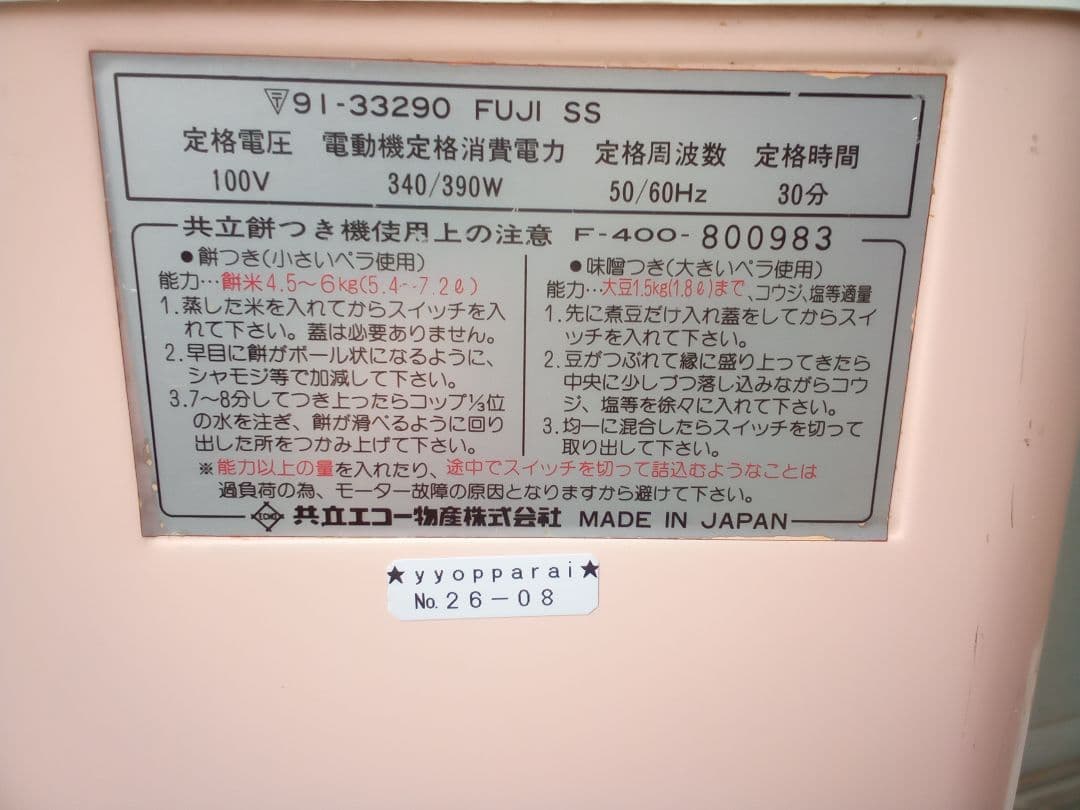 〒91-33290 FUJI SS
定格電圧 電動機定格消費電力 定格周波数 定格時間
100V 340/390W 50/60Hz 30分
共立餅つき機使用上の注意 F-400-800983
●餅つき(小さいペラ使用)
能力…餅米4.5～6kg(5.4～7.2ℓ)
1.蒸した米を入れてからスイッチを入
れて下さい。蓋は必要ありません。
2.早目に餅がボール状になるように、
シャモジ等で加減して下さい。
3.7～8分してつき上ったらコップ⅓位
の水を注ぎ、餅が滑べるように回り
出した所をつかみ上げて下さい。
●味噌つき(大きいペラ使用)
能力…大豆1.5kg(1.8ℓ)まで、コウジ、塩等適量
1.先に煮豆だけ入れ蓋をしてからスイ
ッチを入れて下さい。
2.豆がつぶれて縁に盛り上ってきたら
中央に少しづつ落し込みながらコウ
ジ、塩等を徐々に入れて下さい。
3.均一に混合したらスイッチを切って
取り出して下さい。
※能力以上の量を入れたり、途中でスイッチを切って詰込むようなことは
過負荷の為、モーター故障の原因となりますから避けて下さい。
共立エコー物産株式会社 MADE IN JAPAN
★yyopparai★
No.26-08